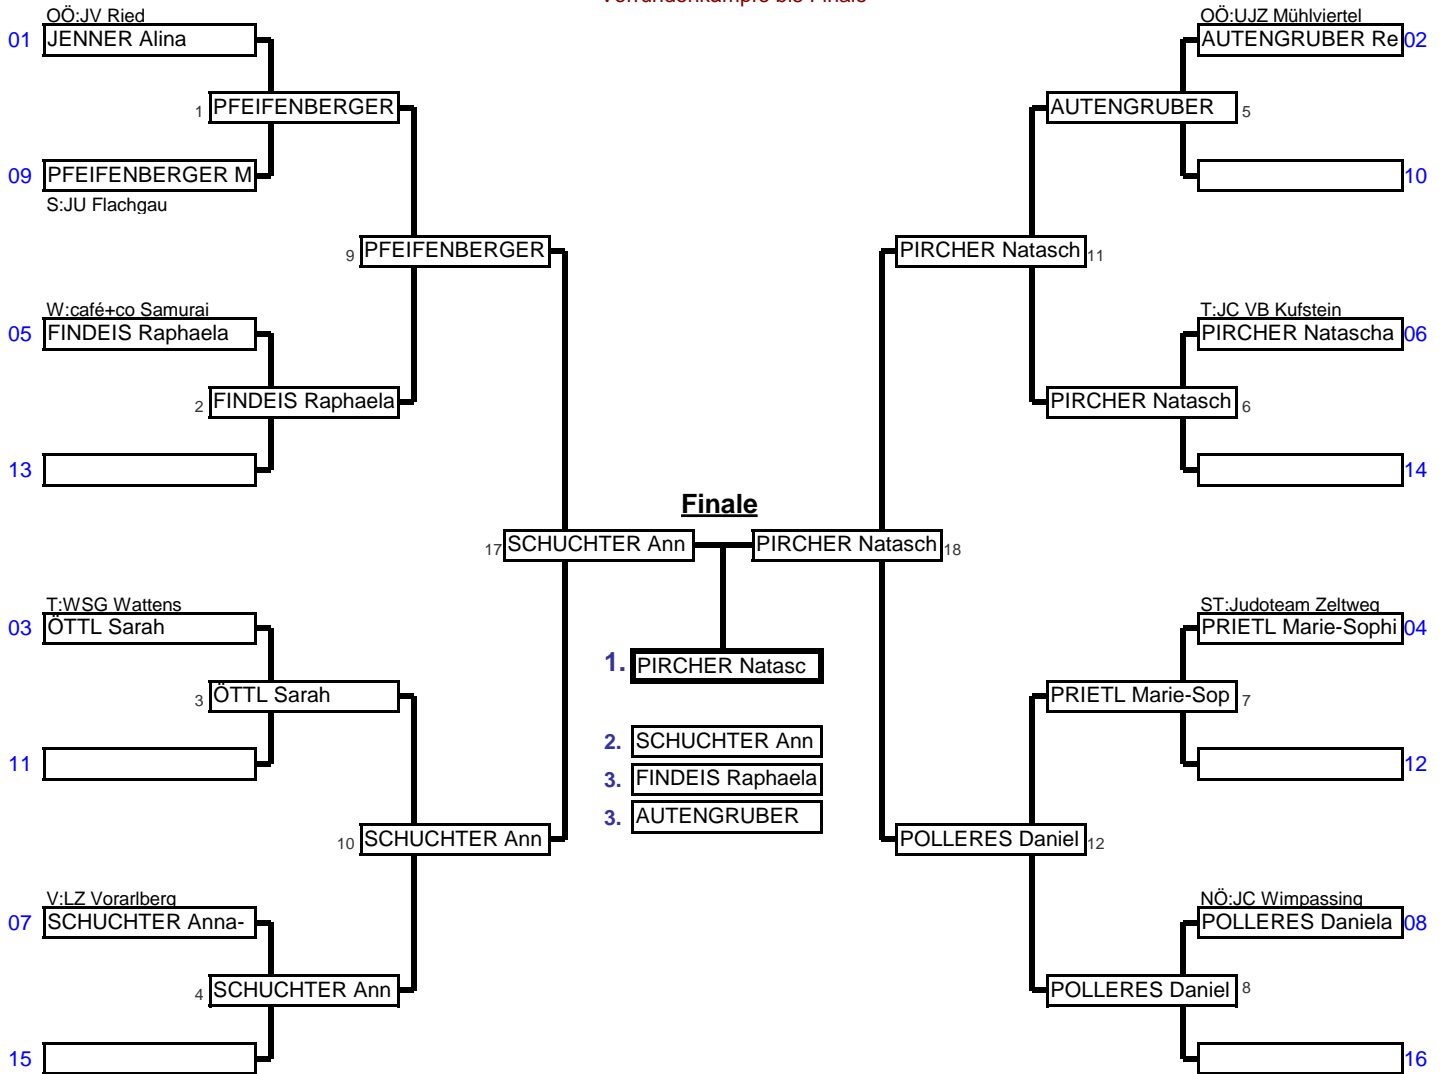 Vorrundenkämpfe bis Finale
OÖ:JV Ried
01 JENNER Alina
1 PFEIFENBERGER
09 PFEIFENBERGER M
S:JU Flachgau
9 PFEIFENBERGER
W:café+co Samurai
05 FINDEIS Raphaela
2 FINDEIS Raphaela
13
17 SCHUCHTER Ann
T:WSG Wattens
03 ÖTTL Sarah
3 ÖTTL Sarah
11
10 SCHUCHTER Ann
V:LZ Vorarlberg
07 SCHUCHTER Anna-
4 SCHUCHTER Ann
15
Finale
1. PIRCHER Natasc
2. SCHUCHTER Ann
3. FINDEIS Raphaela
3. AUTENGRUBER
OÖ:UJZ Mühlviertel
AUTENGRUBER Re 02
AUTENGRUBER 5
10
PIRCHER Natasch 11
T:JC VB Kufstein
PIRCHER Natascha 06
PIRCHER Natasch 6
14
PIRCHER Natasch 18
ST:Judoteam Zeltweg
PRIETL Marie-Sophi 04
PRIETL Marie-Sop 7
12
POLLERES Daniel 12
NÖ:JC Wimpassing
POLLERES Daniela 08
POLLERES Daniel 8
16